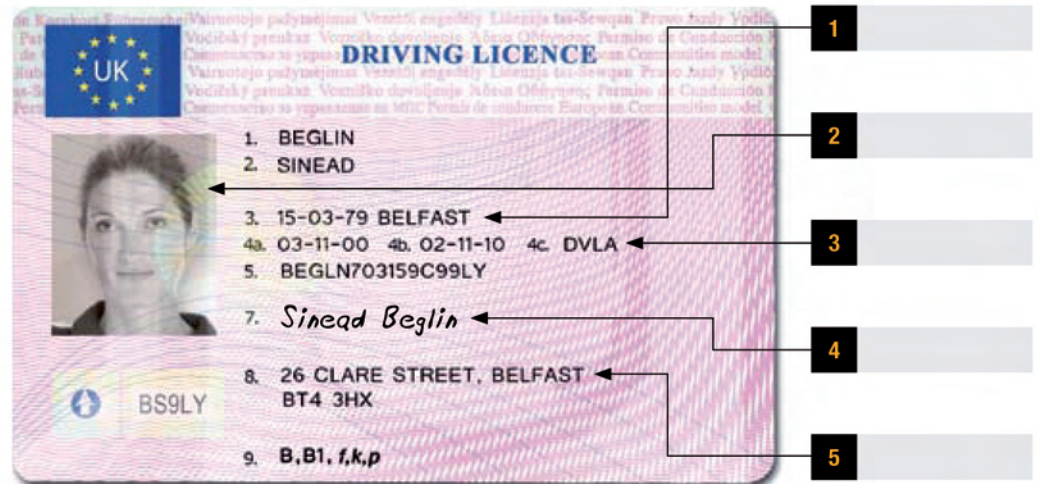 UK
DRIVING LICENCE
1. BEGLIN
2. SINEAD
3. 15-03-79 BELFAST
4a. 03-11-00 4b. 02-11-10 4c. DVLA
5. BEGLN703159C99LY
7. Sinead Beglin
8. 26 CLARE STREET, BELFAST
BT4 3HX
BS9LY
9. B,B1, f,k,p
1
2
3
4
5